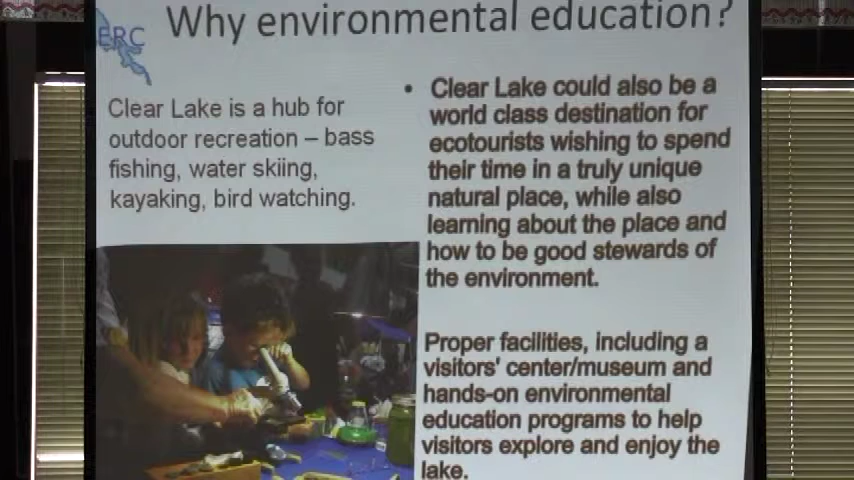 Why environmental education?
ERC
Clear Lake is a hub for
outdoor recreation – bass
fishing, water skiing,
kayaking, bird watching.
• Clear Lake could also be a
world class destination for
ecotourists wishing to spend
their time in a truly unique
natural place, while also
learning about the place and
how to be good stewards of
the environment.
Proper facilities, including a
visitors' center/museum and
hands-on environmental
education programs to help
visitors explore and enjoy the
lake.